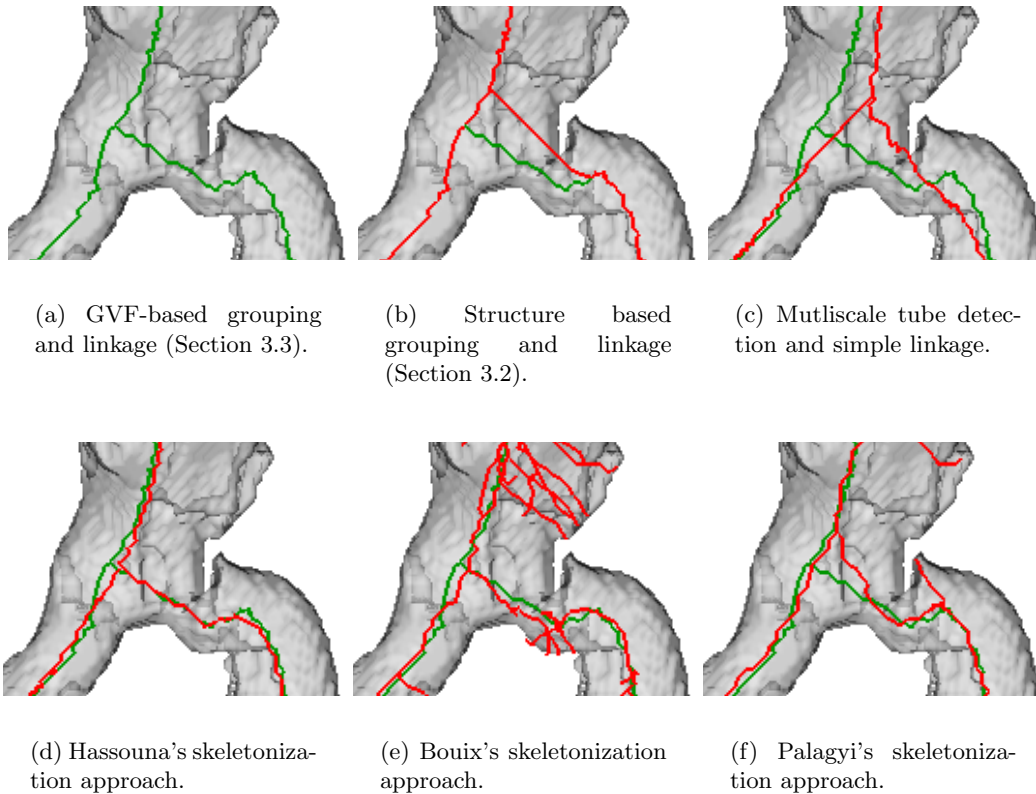 (a) GVF-based grouping
and linkage (Section 3.3).
(b) Structure based
grouping and linkage
(Section 3.2).
(c) Mutliscale tube detec-
tion and simple linkage.
(d) Hassouna's skeletoniza-
tion approach.
(e) Bouix's skeletonization
approach.
(f) Palagyi's skeletoniza-
tion approach.